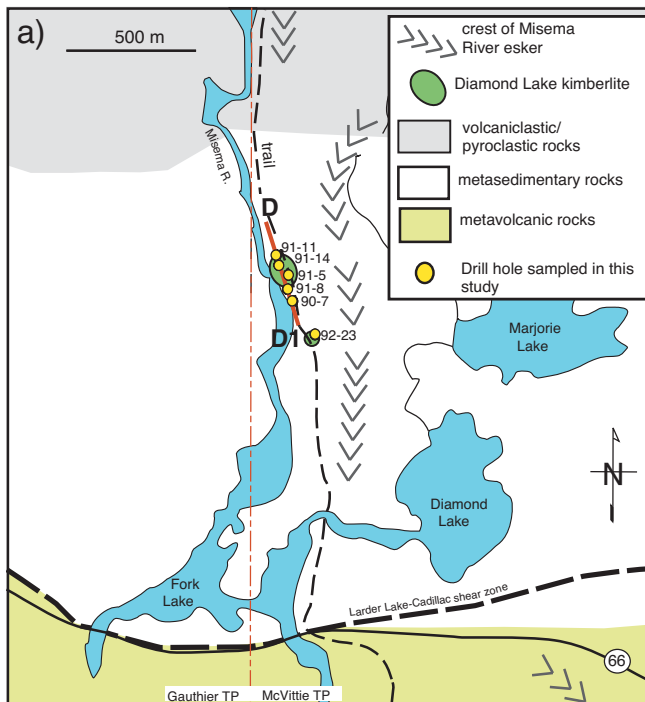 a)
500 m
crest of Misema
River esker
Diamond Lake kimberlite
volcaniclastic/
pyroclastic rocks
metasedimentary rocks
metavolcanic rocks
Drill hole sampled in this
study
Misema R.
trail
D
91-11
91-14
91-5
91-8
90-7
D1
92-23
Marjorie
Lake
N
Diamond
Lake
Fork
Lake
Larder Lake-Cadillac shear zone
66
Gauthier TP
McVittie TP